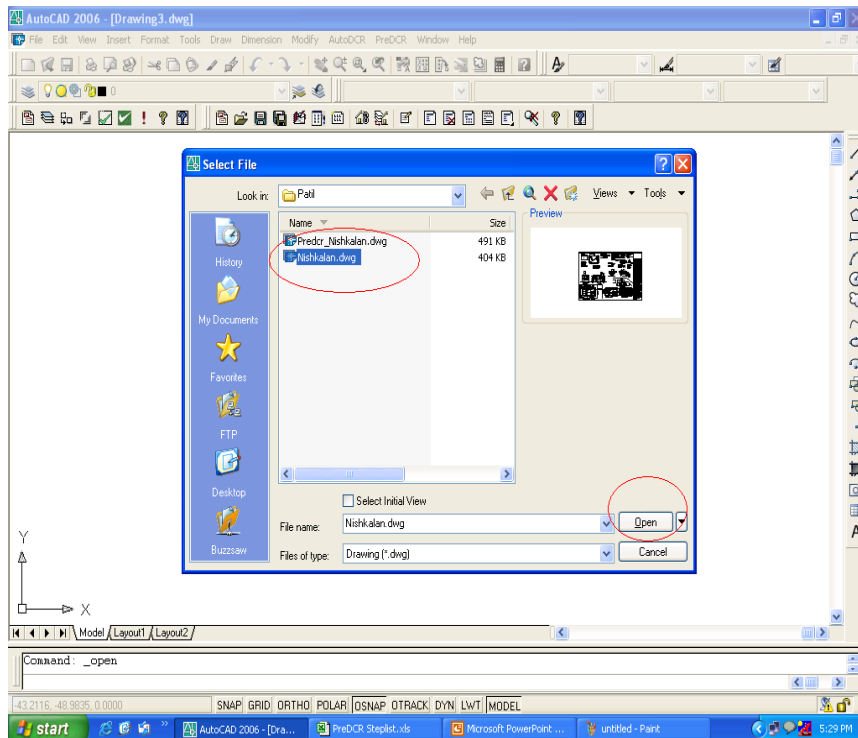 AutoCAD 2006 - [Drawing3.dwg]
File Edit View Insert Format Tools Draw Dimension Modify AutoDCR PreDCR Window Help
0
Select File
Look in: Patil Views Tools
Name Size
Preview
Predcr_Nishkalan.dwg 491 KB
Nishkalan.dwg 404 KB
History
My Documents
Favorites
FTP
Desktop
Buzzsaw
Select Initial View
File name: Nishkalan.dwg Open
Files of type: Drawing (*.dwg) Cancel
Y
X
Model Layout1 Layout2
Command: _open
-43.2116, -48.9835, 0.0000 SNAP GRID ORTHO POLAR OSNAP OTRACK DYN LWT MODEL
start AutoCAD 2006 - [Dra... PreDCR Steplist.xls Microsoft PowerPoint ... untitled - Paint 5:29 PM